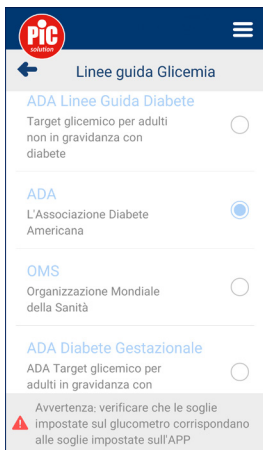 PiC
solution
Linee guida Glicemia
ADA Linee Guida Diabete
Target glicemico per adulti
non in gravidanza con
diabete
ADA
L'Associazione Diabete
Americana
OMS
Organizzazione Mondiale
della Sanità
ADA Diabete Gestazionale
ADA Target glicemico per
adulti in gravidanza con
Avvertenza: verificare che le soglie
impostate sul glucometro corrispondano
alle soglie impostate sull'APP